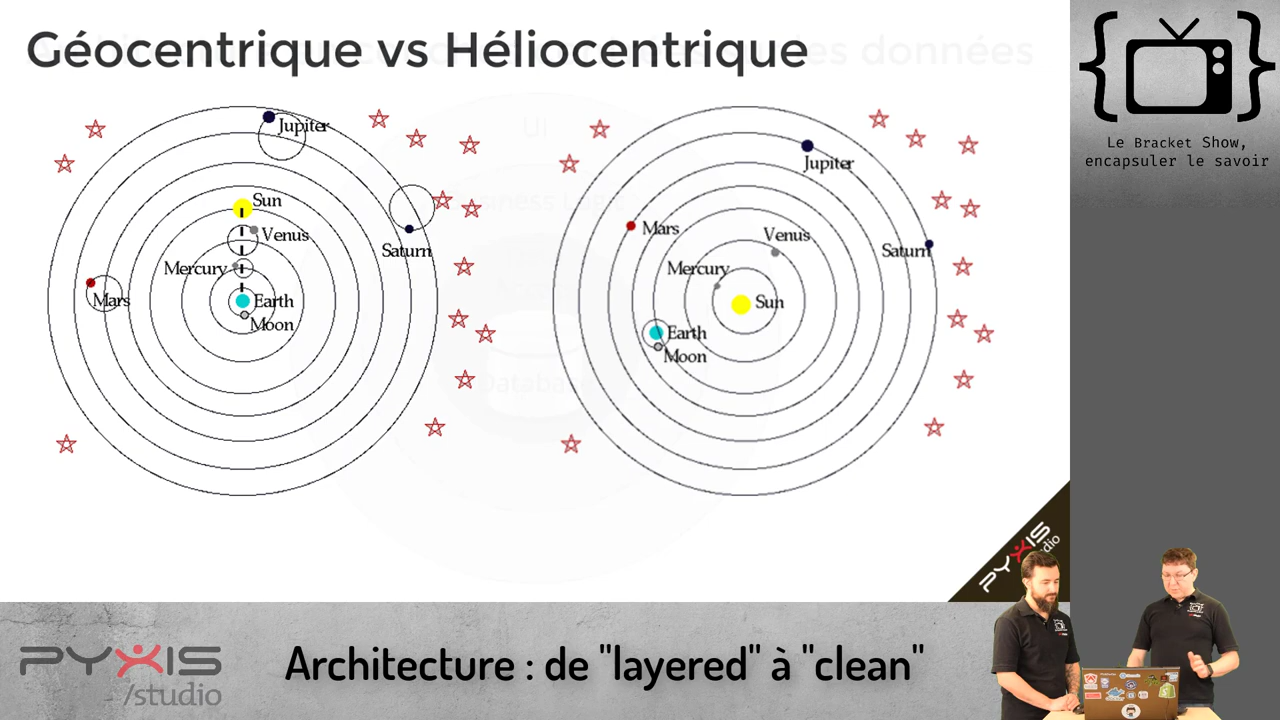 Géocentrique vs Héliocentrique
Jupiter
Sun
Venus
Saturn
Mercury
Mars
Earth
Moon
Jupiter
Mars
Venus
Saturn
Mercury
Sun
Earth
Moon
PYXIS
Le Bracket Show,
encapsuler le savoir
PYXIS
/studio
Architecture : de "layered" à "clean"